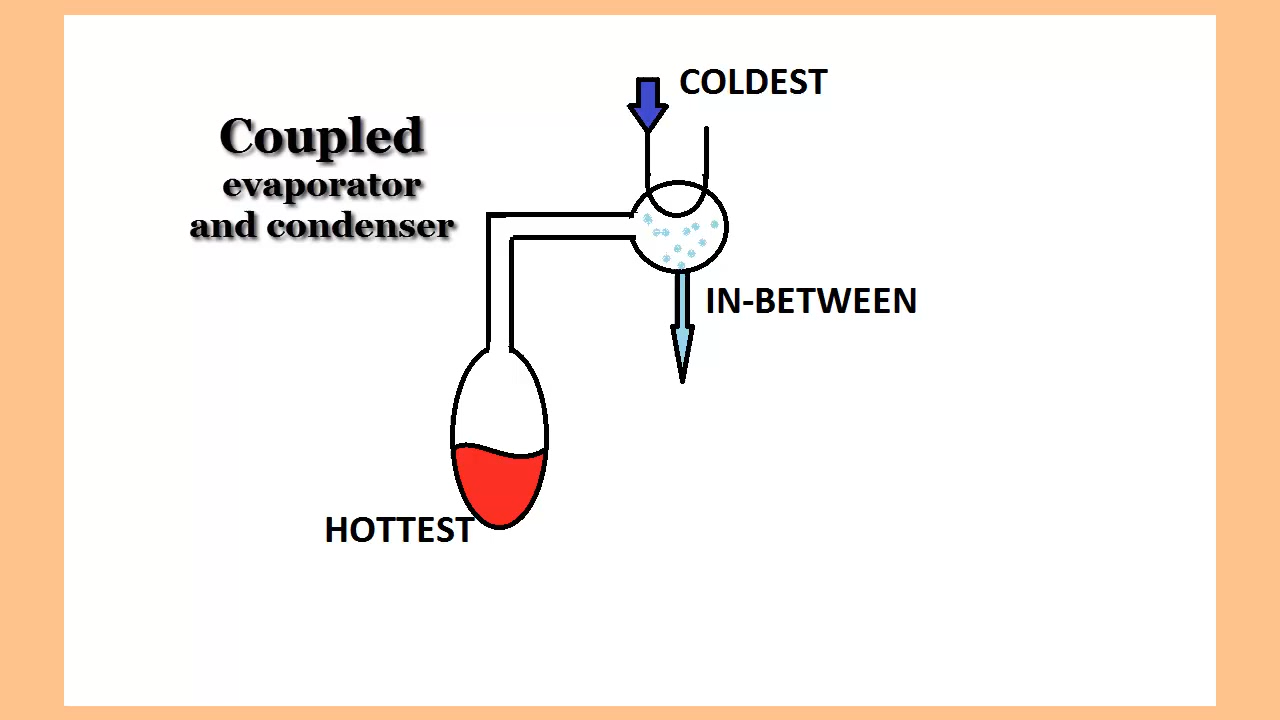 COLDEST
Coupled
evaporator
and condenser
IN-BETWEEN
HOTTEST